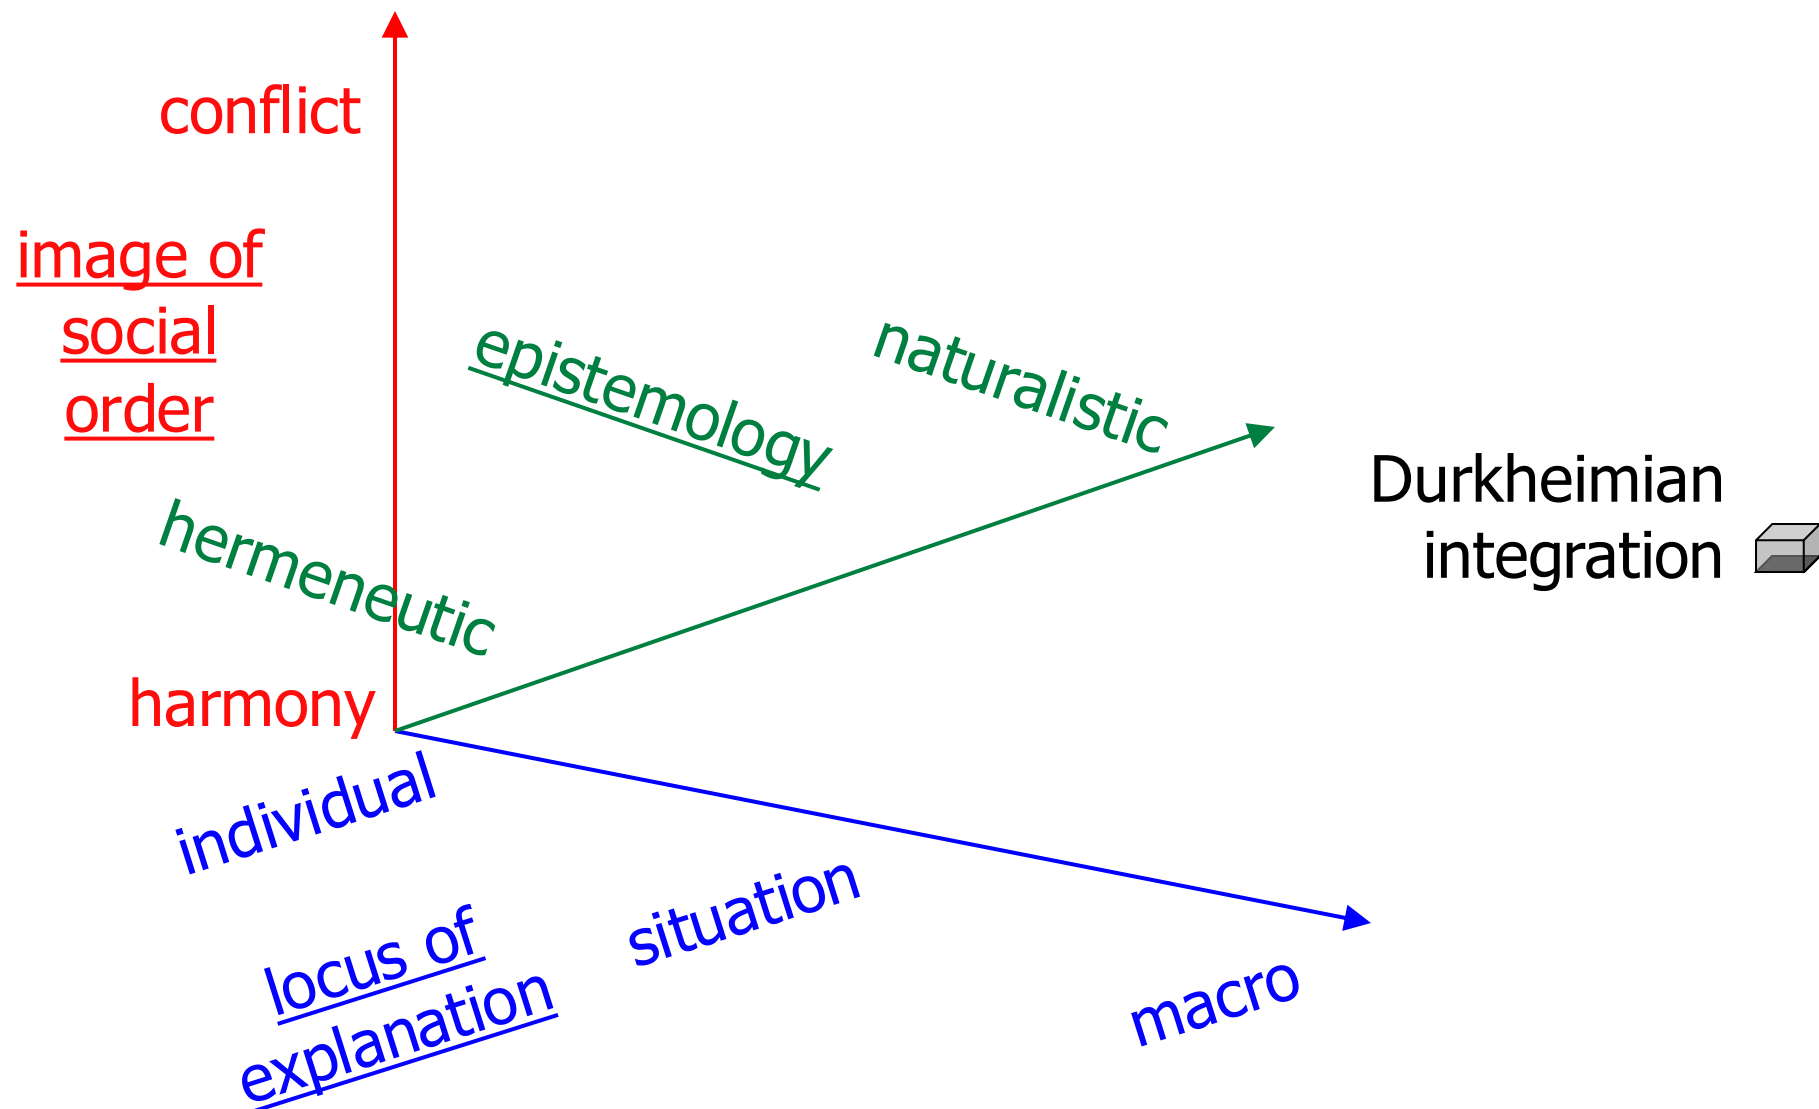 conflict
image of
social
order
epistemology
naturalistic
hermeneutic
Durkheimian
integration
harmony
individual
situation
locus of
explanation
macro